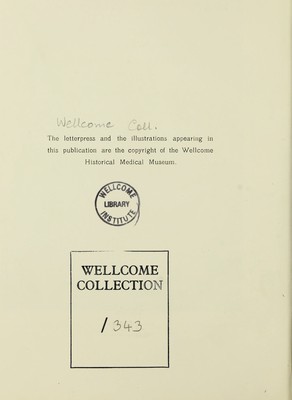 Wellcome Coll.
The letterpress and the illustrations appearing in
this publication are the copyright of the Wellcome
Historical Medical Museum.
WELLCOME
LIBRARY
INSTITUTE
WELLCOME
COLLECTION
/343